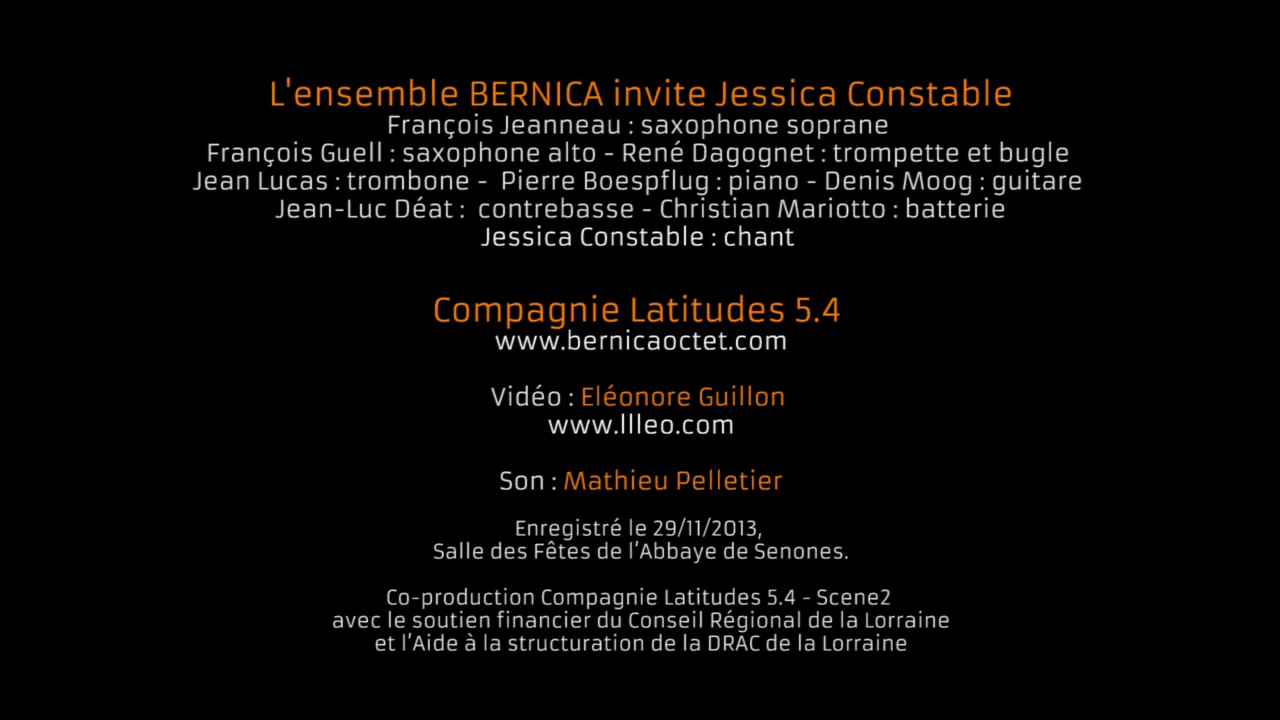 L'ensemble BERNICA invite Jessica Constable
François Jeanneau : saxophone soprane
François Guell : saxophone alto - René Dagognet : trompette et bugle
Jean Lucas : trombone -  Pierre Boespflug : piano - Denis Moog : guitare
Jean-Luc Déat :  contrebasse - Christian Mariotto : batterie
Jessica Constable : chant
Compagnie Latitudes 5.4
www.bernicaoctet.com
Vidéo : Eléonore Guillon
www.llleo.com
Son : Mathieu Pelletier
Enregistré le 29/11/2013,
Salle des Fêtes de l’Abbaye de Senones.
Co-production Compagnie Latitudes 5.4 - Scene2
avec le soutien financier du Conseil Régional de la Lorraine
et l’Aide à la structuration de la DRAC de la Lorraine